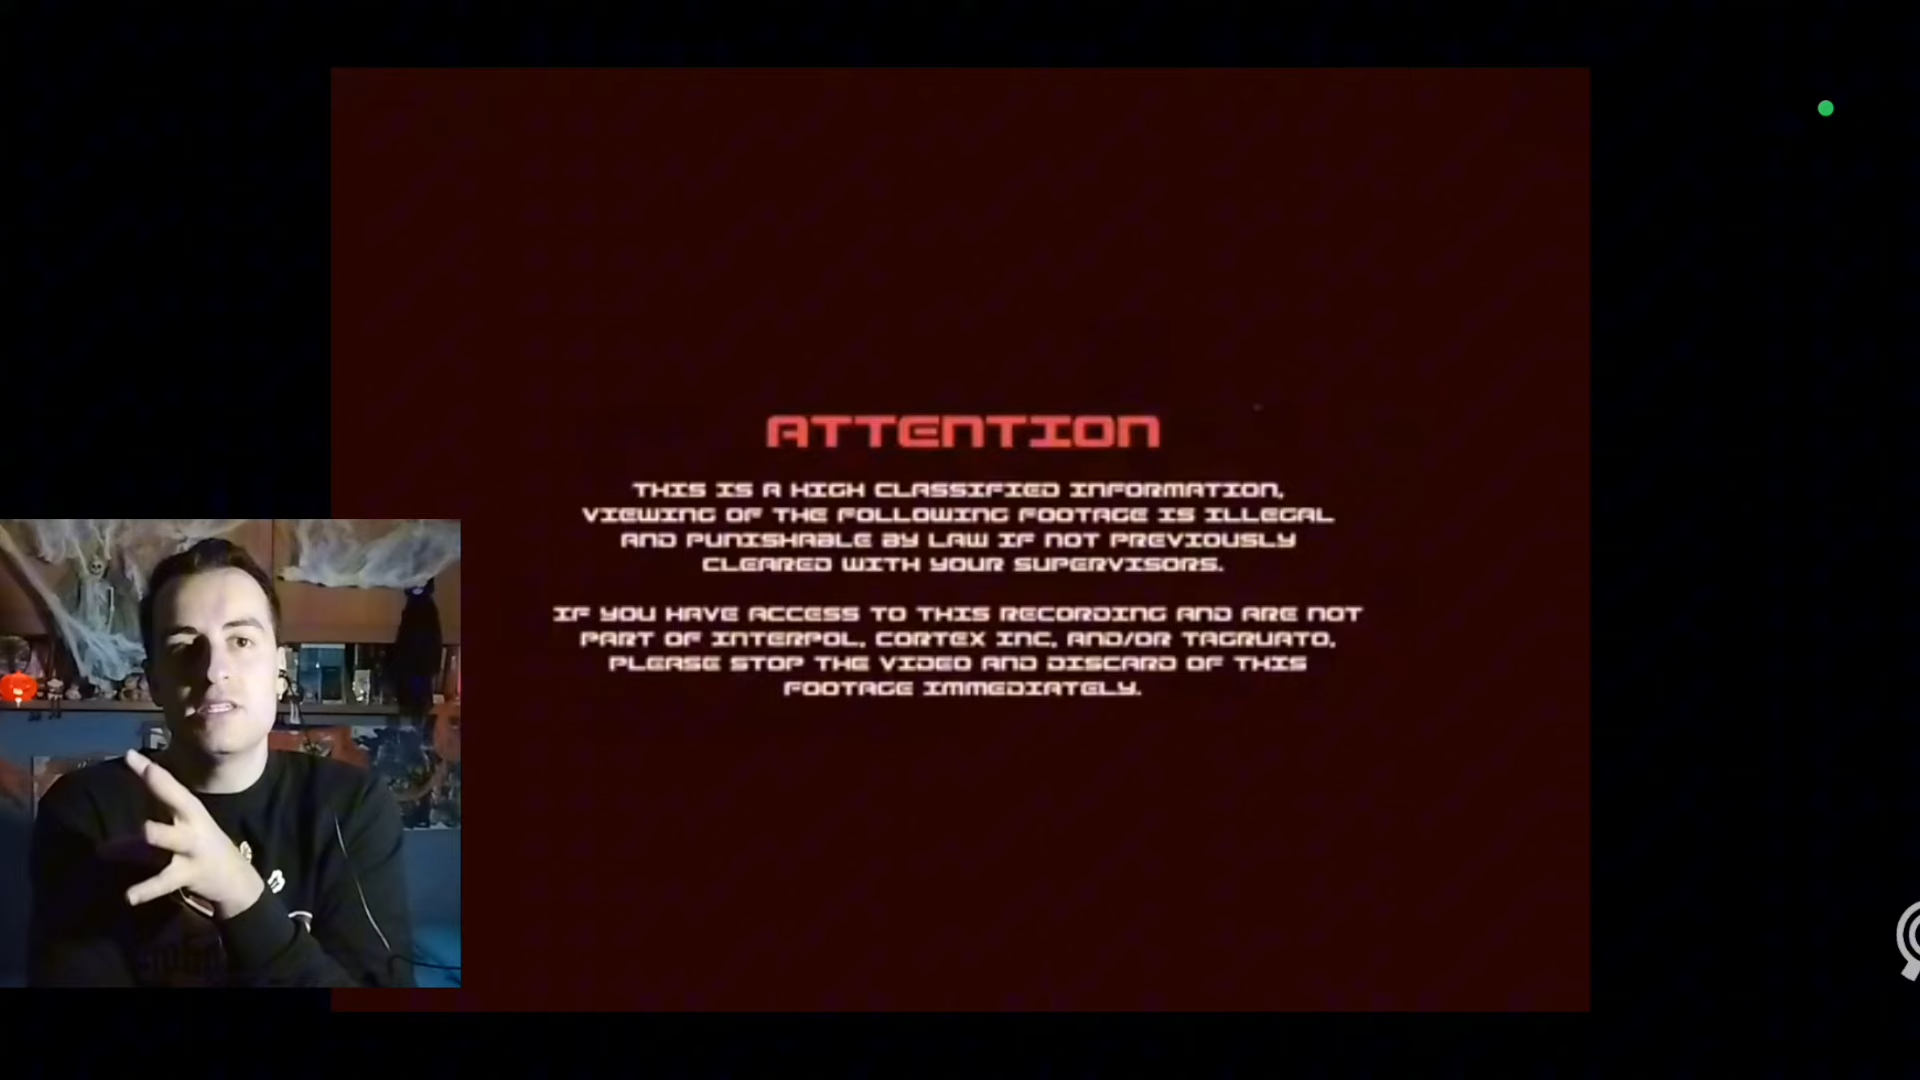 ATTENTION
THIS IS A HIGH CLASSIFIED INFORMATION,
VIEWING OF THE FOLLOWING FOOTAGE IS ILLEGAL
AND PUNISHABLE BY LAW IF NOT PREVIOUSLY
CLEARED WITH YOUR SUPERVISORS.
IF YOU HAVE ACCESS TO THIS RECORDING AND ARE NOT
PART OF INTERPOL, CORTEX INC, AND/OR TAGRUATO,
PLEASE STOP THE VIDEO AND DISCARD OF THIS
FOOTAGE IMMEDIATELY.